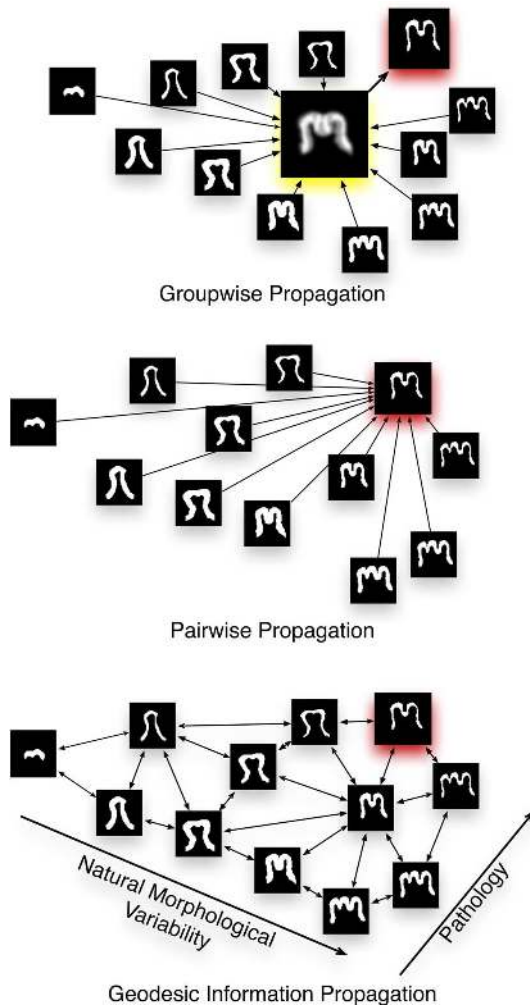 Groupwise Propagation
Pairwise Propagation
Natural Morphological
Variability
Pathology
Geodesic Information Propagation